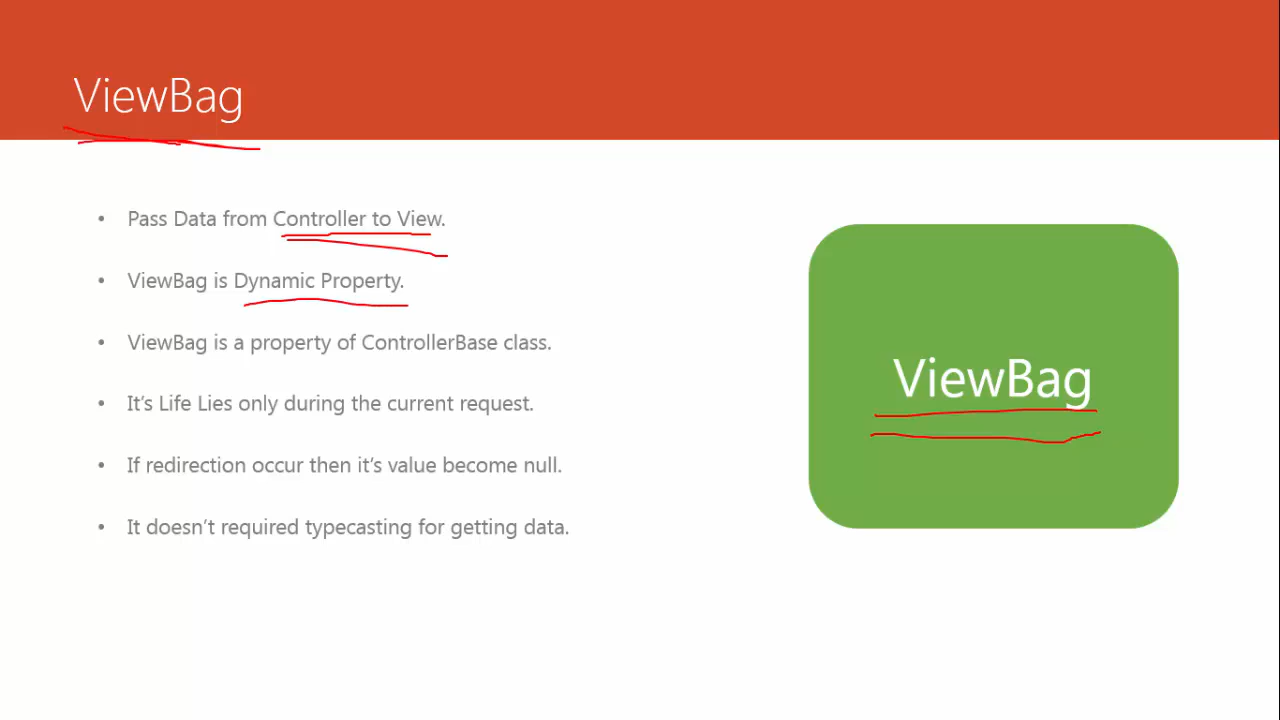 ViewBag
• Pass Data from Controller to View.
• ViewBag is Dynamic Property.
• ViewBag is a property of ControllerBase class.
• It's Life Lies only during the current request.
• If redirection occur then it's value become null.
• It doesn't required typecasting for getting data.
ViewBag